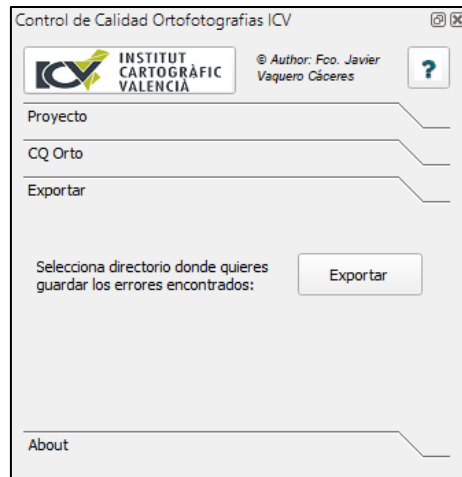 Control de Calidad Ortofotografias ICV
ICV
INSTITUT
CARTOGRÀFIC
VALENCIÀ
© Author: Fco. Javier
Vaquero Cáceres
?
Proyecto
CQ Orto
Exportar
Selecciona directorio donde quieres
guardar los errores encontrados:
Exportar
About